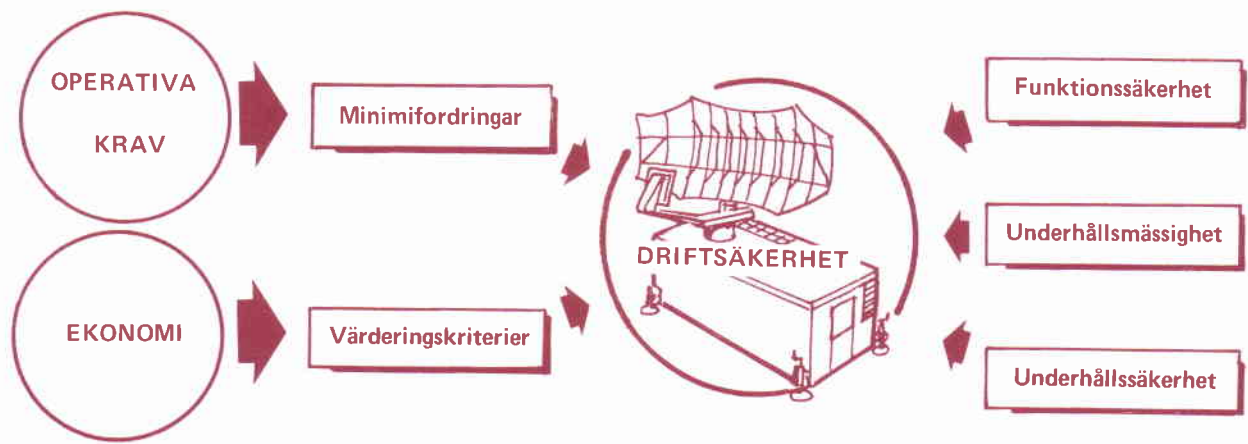 OPERATIVA
KRAV
Minimifordringar
EKONOMI
Värderingskriterier
DRIFTSÄKERHET
Funktionssäkerhet
Underhållsmässighet
Underhållssäkerhet